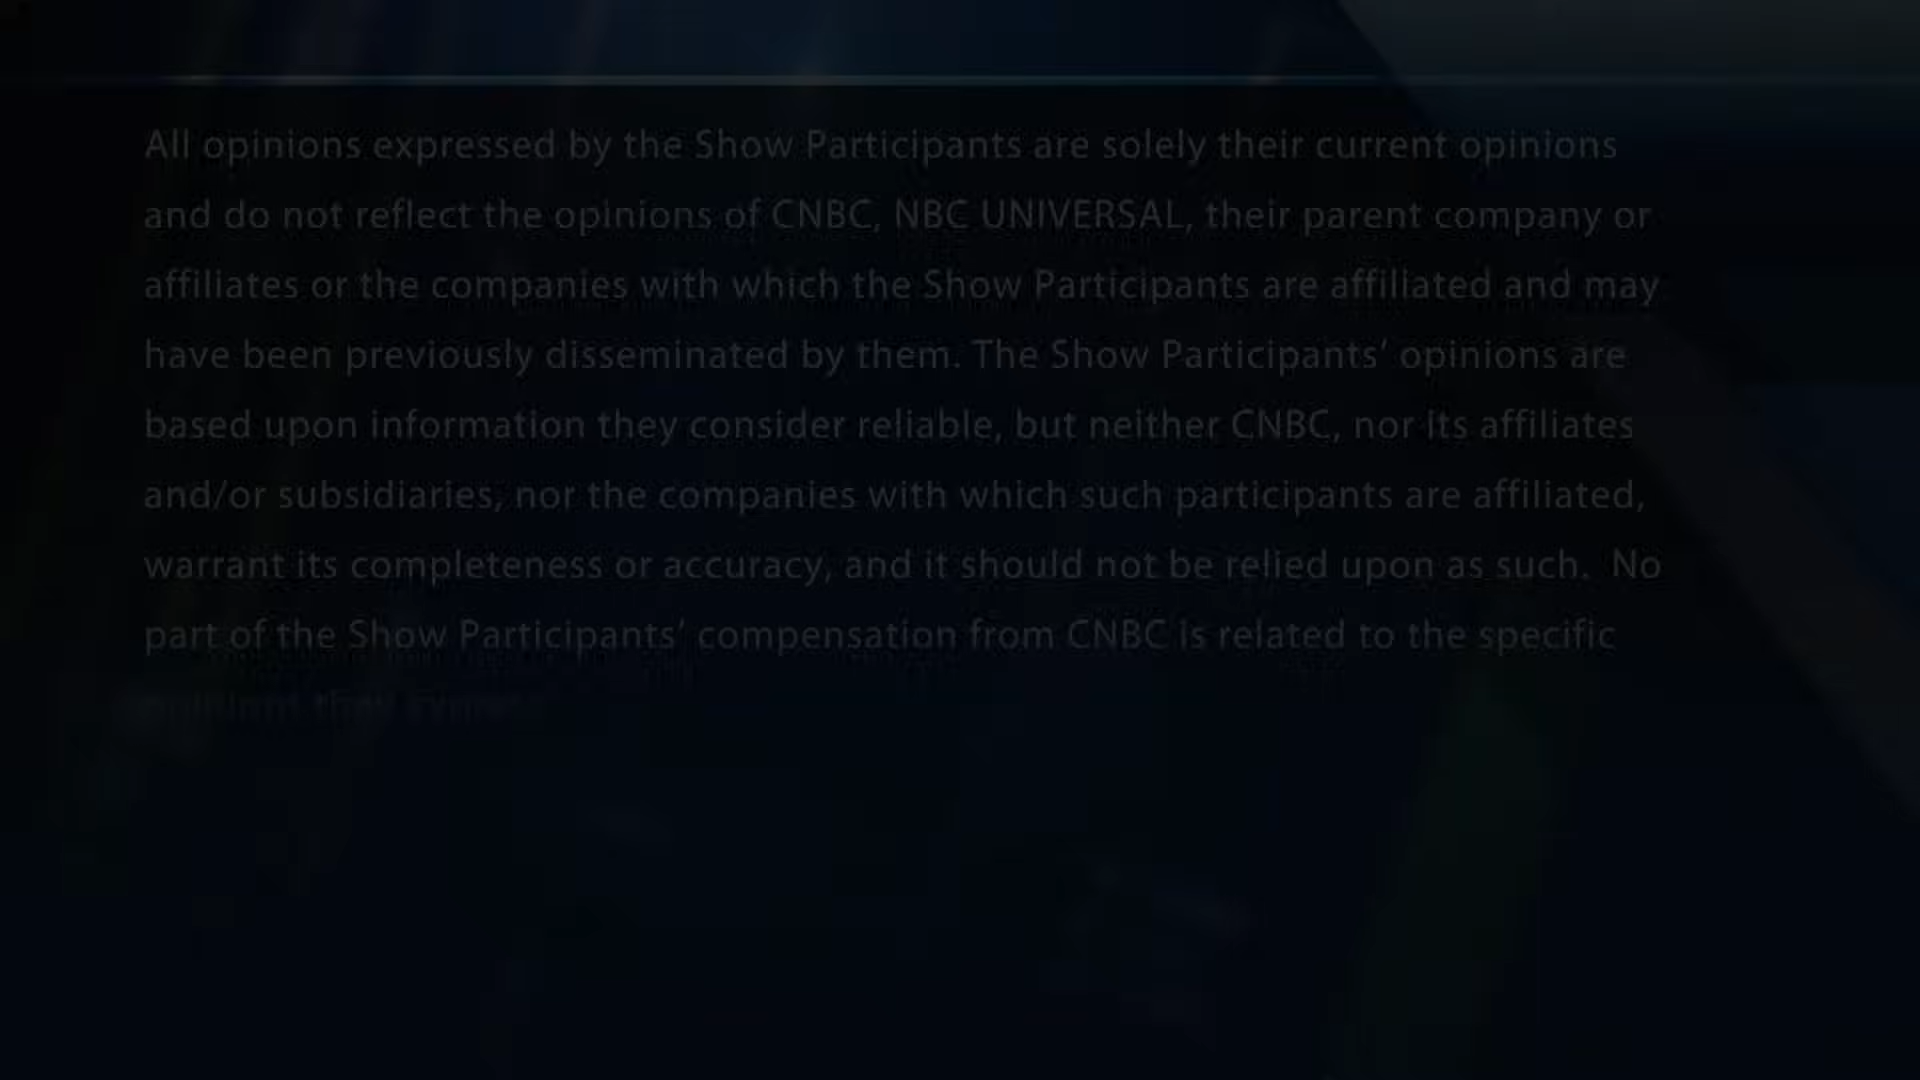 All opinions expressed by the Show Participants are solely their current opinions
and do not reflect the opinions of CNBC, NBC UNIVERSAL, their parent company or
affiliates or the companies with which the Show Participants are affiliated and may
have been previously disseminated by them. The Show Participants’ opinions are
based upon information they consider reliable, but neither CNBC, nor its affiliates
and/or subsidiaries, nor the companies with which such participants are affiliated,
warrant its completeness or accuracy, and it should not be relied upon as such.  No
part of the Show Participants’ compensation from CNBC is related to the specific